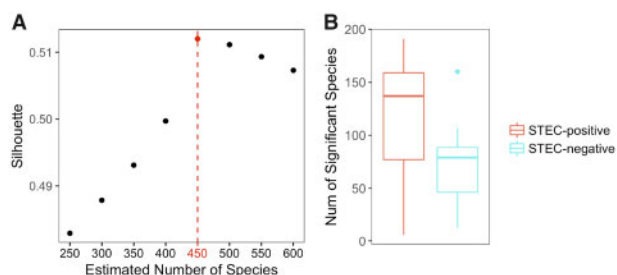 A
Silhouette
0.51
0.50
0.49
250 300 350 400 450 500 550 600
Estimated Number of Species
B
Num of Significant Species
200
150
100
50
0
STEC-positive
STEC-negative